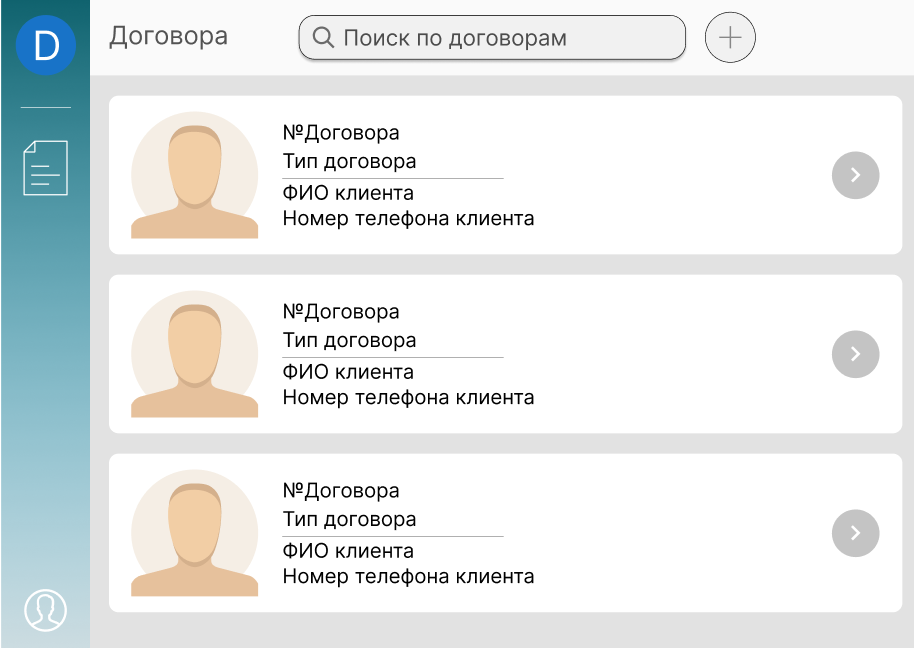 D
Договора
Поиск по договорам
№Договора
Тип договора
ФИО клиента
Номер телефона клиента
№Договора
Тип договора
ФИО клиента
Номер телефона клиента
№Договора
Тип договора
ФИО клиента
Номер телефона клиента